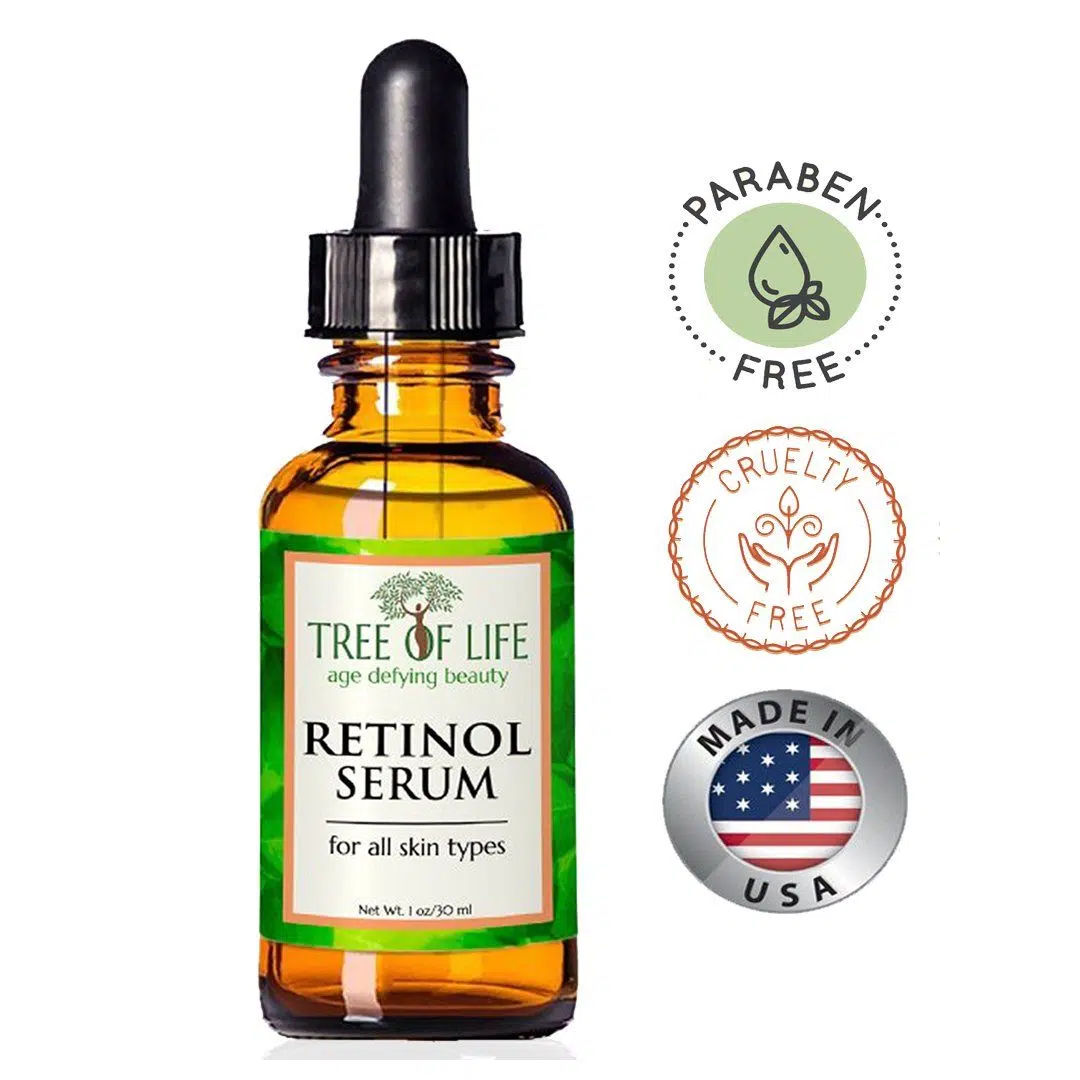 TREE OF LIFE
age defying beauty
RETINOL
SERUM
for all skin types
Net Wt. 1 oz/30 ml
PARABEN
FREE
CRUELTY
FREE
MADE IN
USA